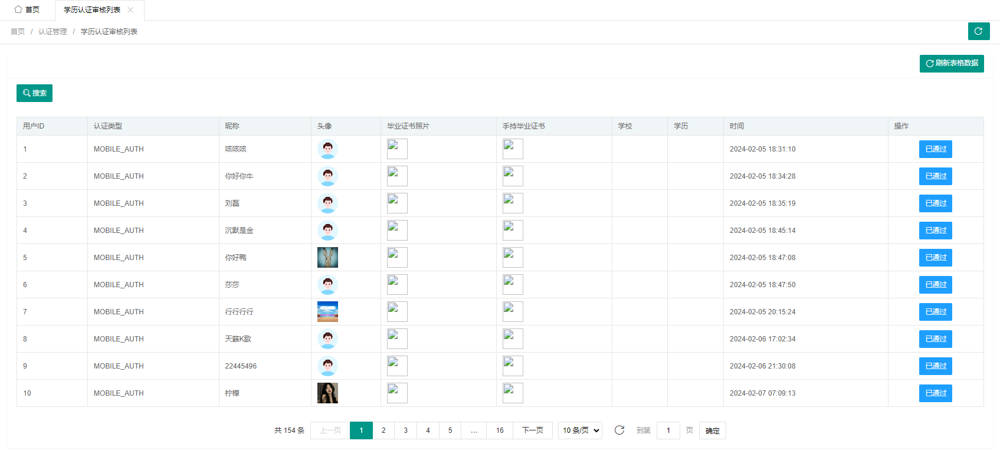 首页 学历认证审核列表
首页 / 认证管理 / 学历认证审核列表
刷新表格数据
搜索
用户ID 认证类型 昵称 头像 毕业证书照片 手持毕业证书 学校 学历 时间 操作
1 MOBILE_AUTH 咳咳咳 2024-02-05 18:31:10 已通过
2 MOBILE_AUTH 你好你牛 2024-02-05 18:34:28 已通过
3 MOBILE_AUTH 刘磊 2024-02-05 18:35:19 已通过
4 MOBILE_AUTH 沉默是金 2024-02-05 18:45:14 已通过
5 MOBILE_AUTH 你好鸭 2024-02-05 18:47:08 已通过
6 MOBILE_AUTH 莎莎 2024-02-05 18:47:50 已通过
7 MOBILE_AUTH 行行行行 2024-02-05 20:15:24 已通过
8 MOBILE_AUTH 天籁K歌 2024-02-06 17:02:34 已通过
9 MOBILE_AUTH 22445496 2024-02-06 21:30:08 已通过
10 MOBILE_AUTH 柠檬 2024-02-07 07:09:13 已通过
共 154 条 上一页 1 2 3 4 5 … 16 下一页 10 条/页 到第 1 页 确定